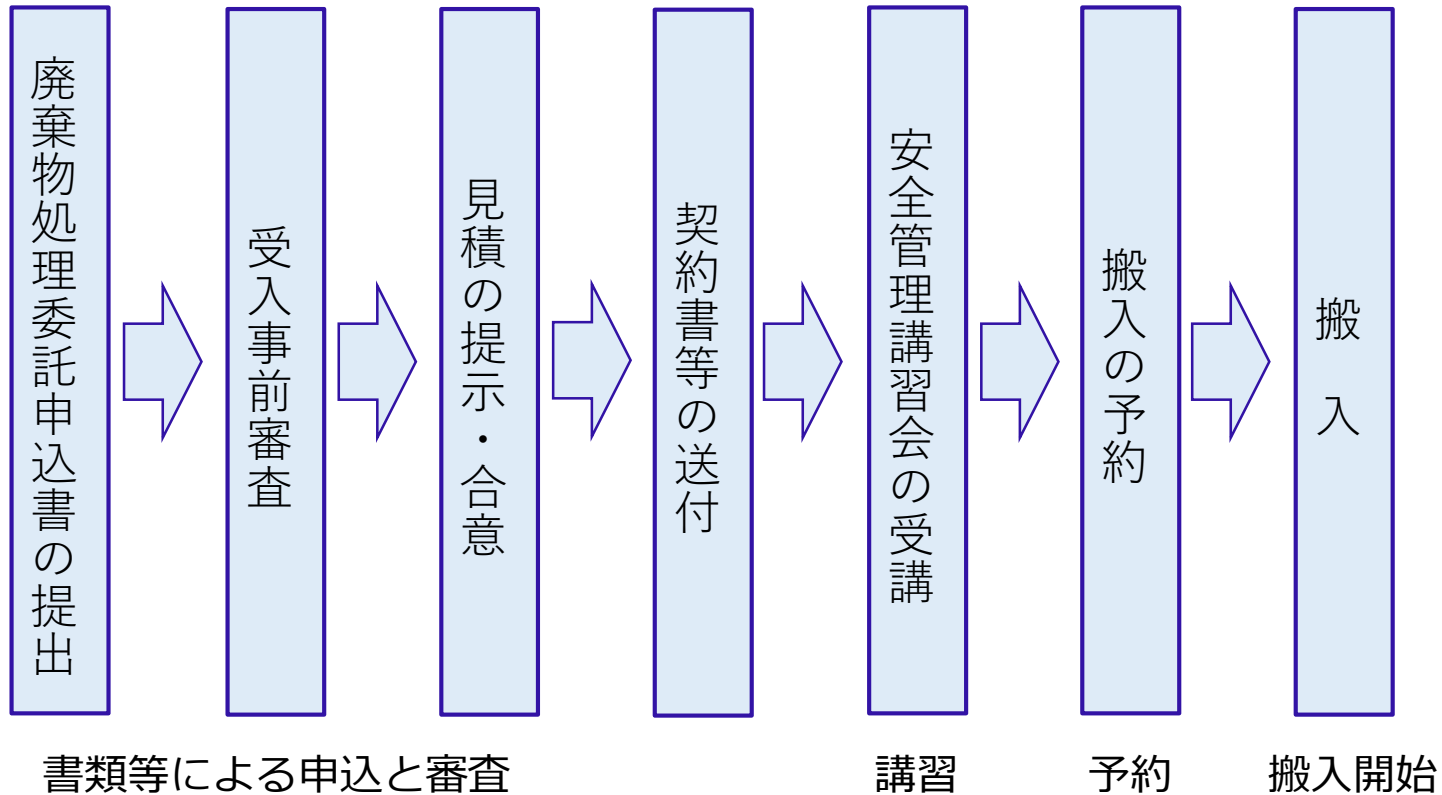 廃棄物処理委託申込書の提出
受入事前審査
見積の提示・合意
契約書等の送付
安全管理講習会の受講
搬入の予約
搬　入
書類等による申込と審査
講習
予約
搬入開始